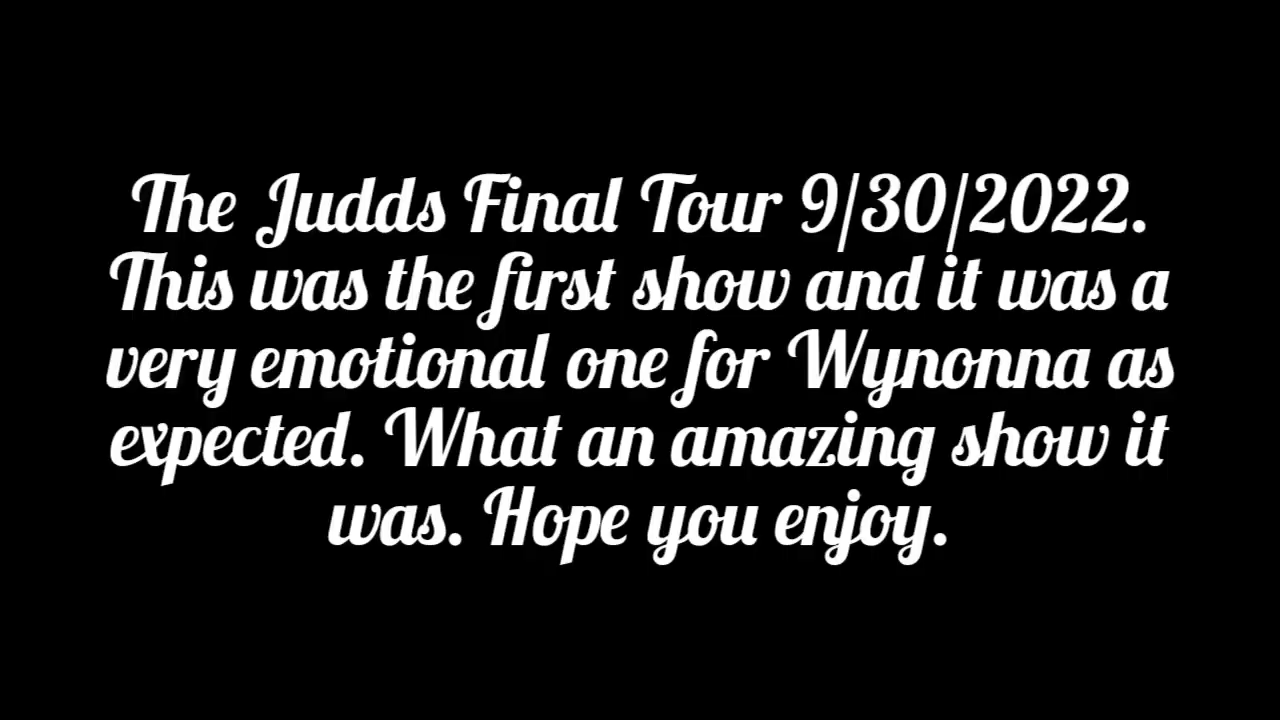 The Judds Final Tour 9/30/2022.
This was the first show and it was a
very emotional one for Wynonna as
expected. What an amazing show it
was. Hope you enjoy.